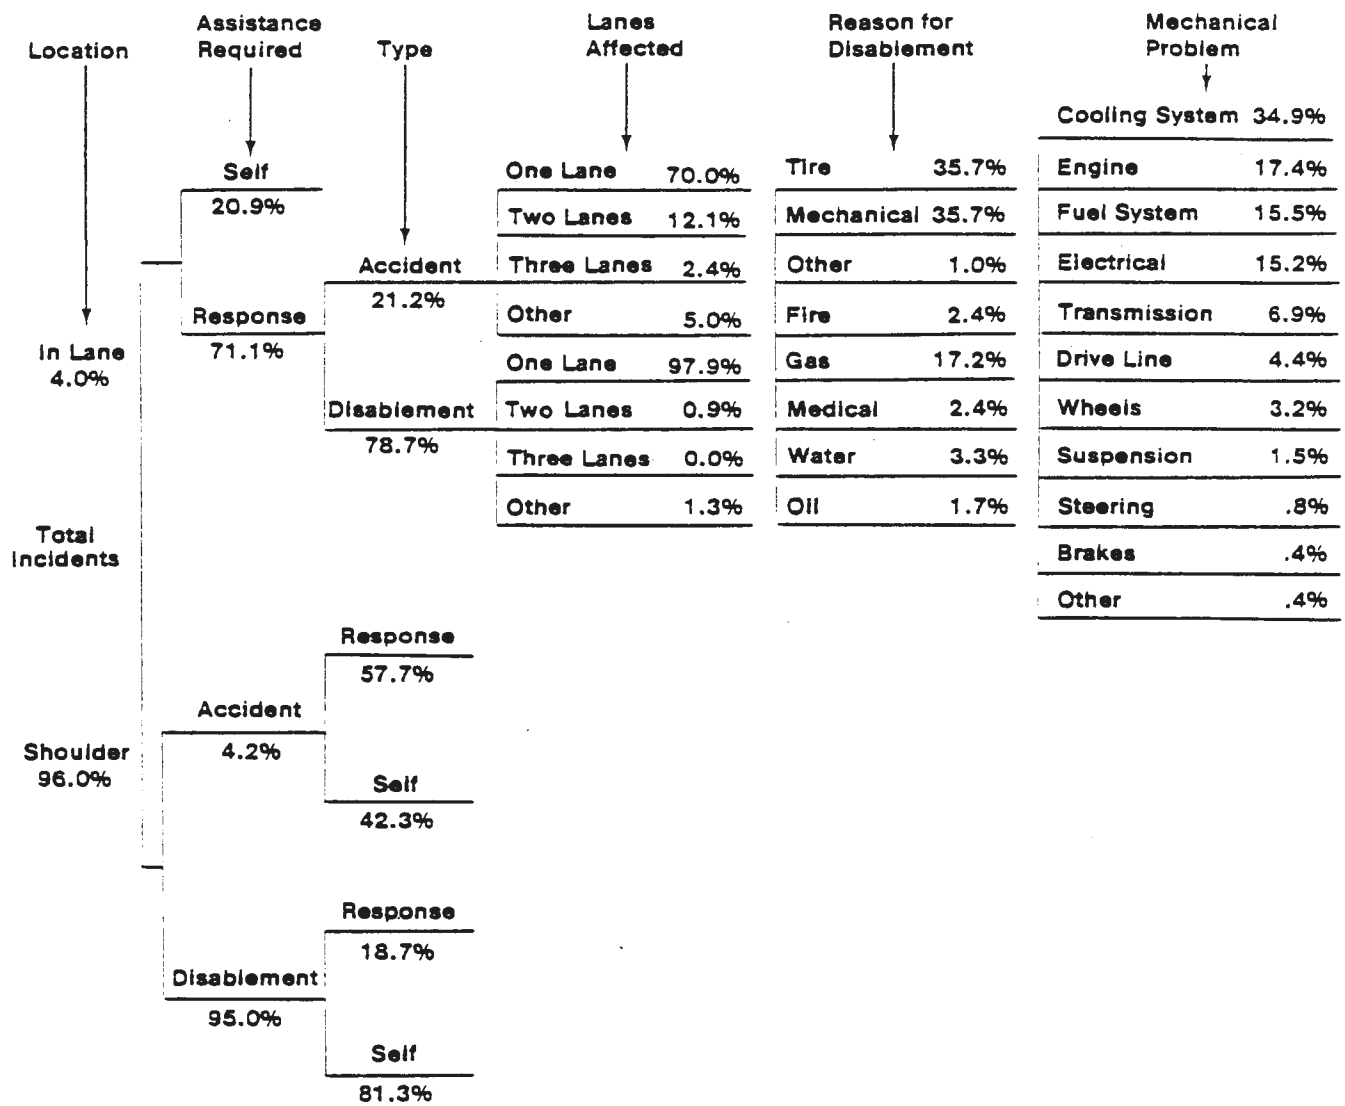 Location
Assistance
Required
Type
Lanes
Affected
Reason for
Disablement
Mechanical
Problem
Self
20.9%
Response
71.1%
In Lane
4.0%
Accident
21.2%
Disablement
78.7%
One Lane 70.0%
Two Lanes 12.1%
Three Lanes 2.4%
Other 5.0%
One Lane 97.9%
Two Lanes 0.9%
Three Lanes 0.0%
Other 1.3%
Tire 35.7%
Mechanical 35.7%
Other 1.0%
Fire 2.4%
Gas 17.2%
Medical 2.4%
Water 3.3%
Oil 1.7%
Cooling System 34.9%
Engine 17.4%
Fuel System 15.5%
Electrical 15.2%
Transmission 6.9%
Drive Line 4.4%
Wheels 3.2%
Suspension 1.5%
Steering .8%
Brakes .4%
Other .4%
Total
Incidents
Shoulder
96.0%
Accident
4.2%
Response
57.7%
Self
42.3%
Disablement
95.0%
Response
18.7%
Self
81.3%